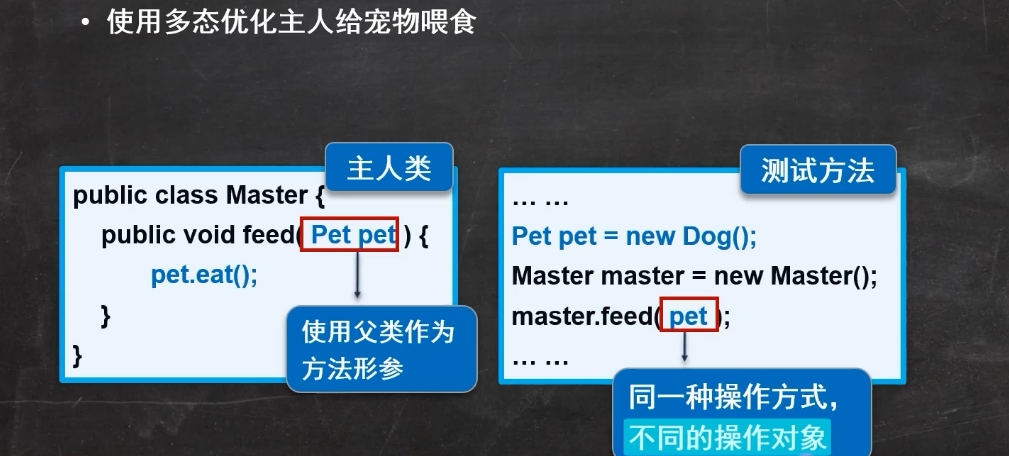 • 使用多态优化主人给宠物喂食
主人类
public class Master {
public void feed( Pet pet ) {
pet.eat();
}
}
使用父类作为
方法形参
测试方法
... ...
Pet pet = new Dog();
Master master = new Master();
master.feed( pet );
... ...
同一种操作方式，
不同的操作对象